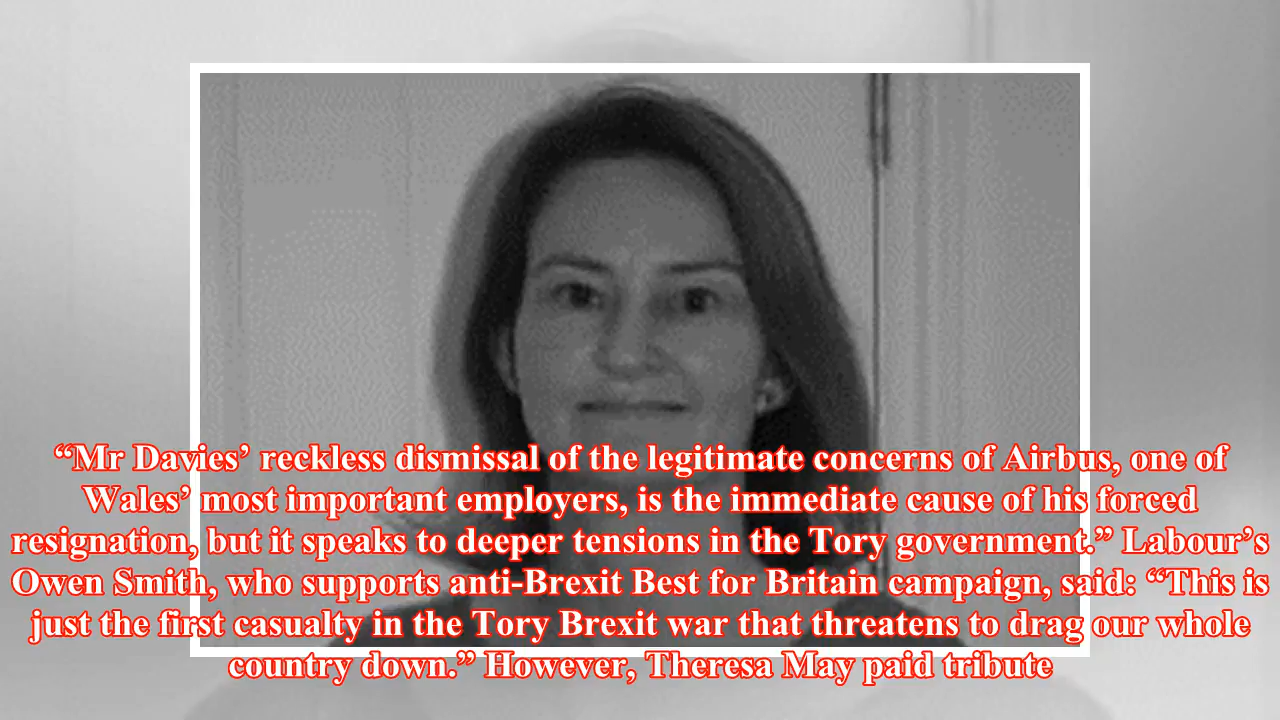 “Mr Davies’ reckless dismissal of the legitimate concerns of Airbus, one of
Wales’ most important employers, is the immediate cause of his forced
resignation, but it speaks to deeper tensions in the Tory government.” Labour’s
Owen Smith, who supports anti-Brexit Best for Britain campaign, said: “This is
just the first casualty in the Tory Brexit war that threatens to drag our whole
country down.” However, Theresa May paid tribute